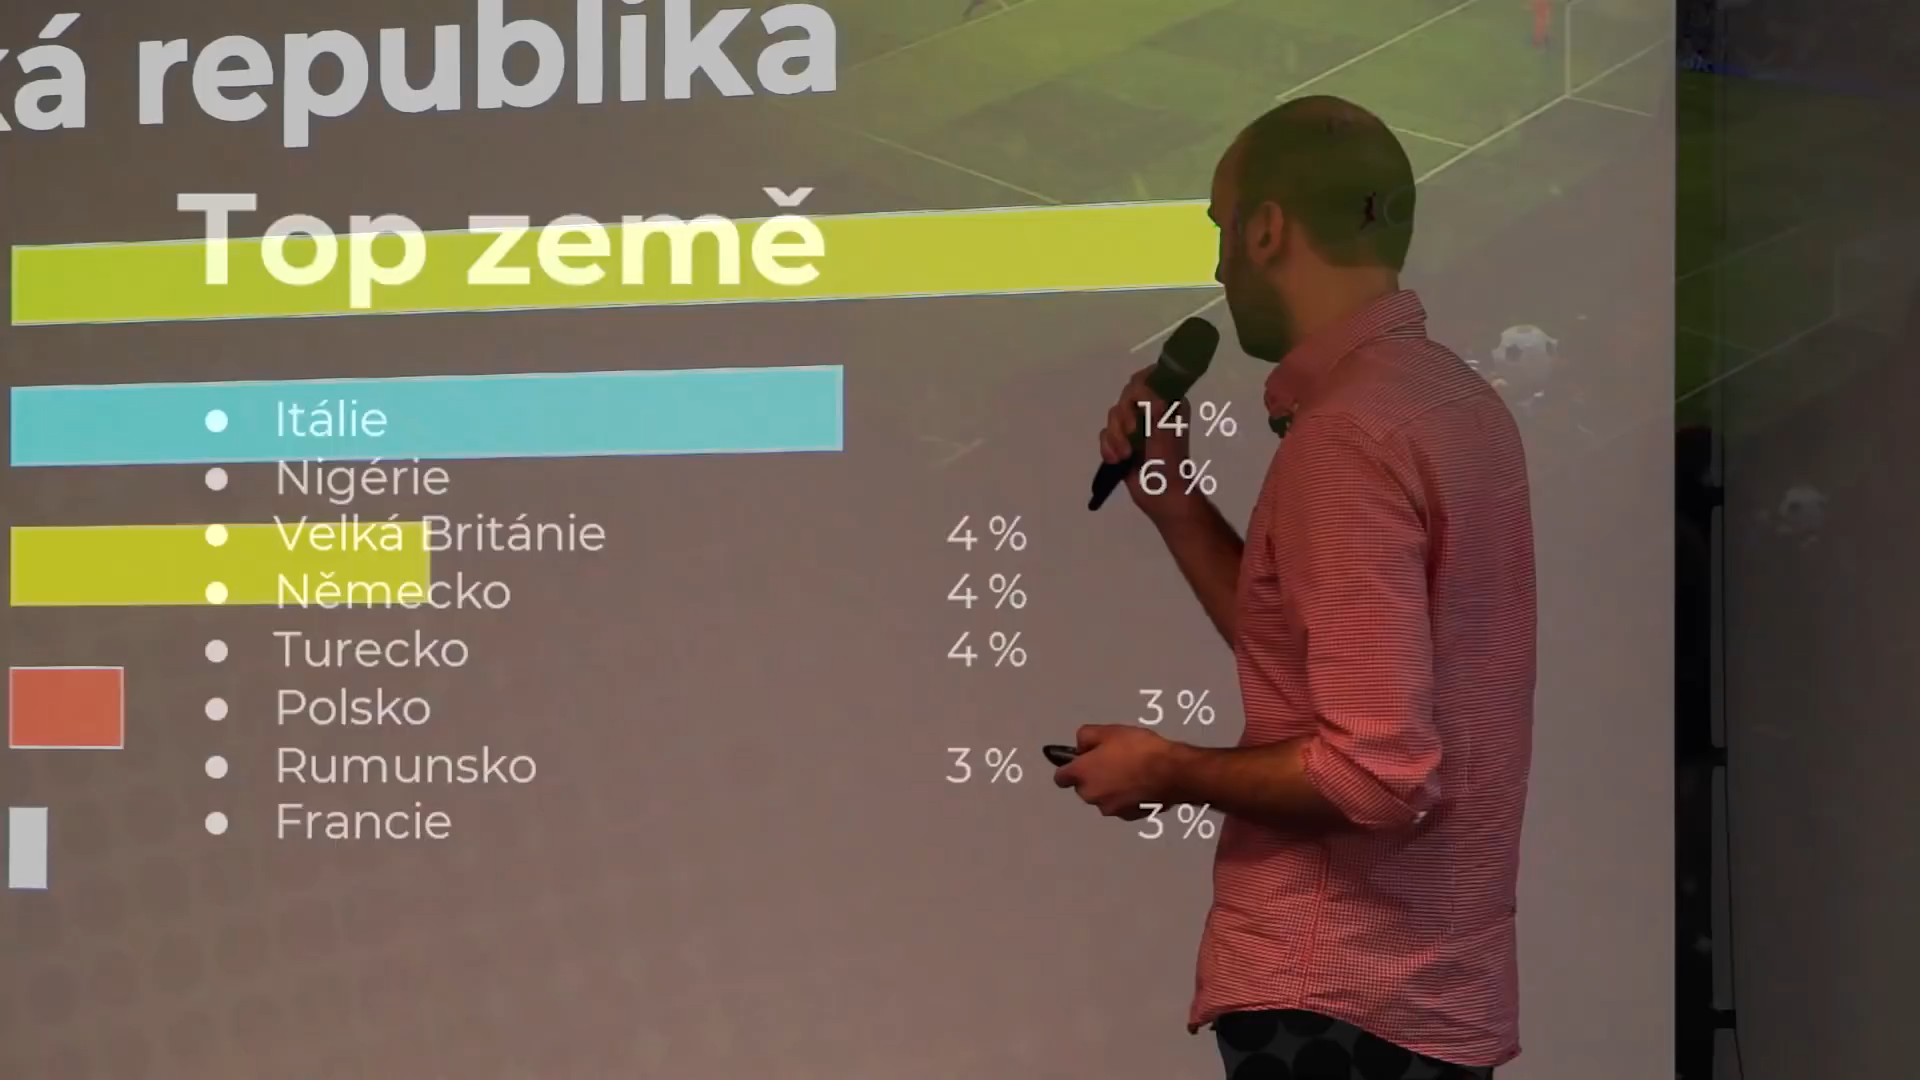 ká republika
Top země
● Itálie 14 %
● Nigérie 6 %
● Velká Británie 4 %
● Německo 4 %
● Turecko 4 %
● Polsko 3 %
● Rumunsko 3 %
● Francie 3 %